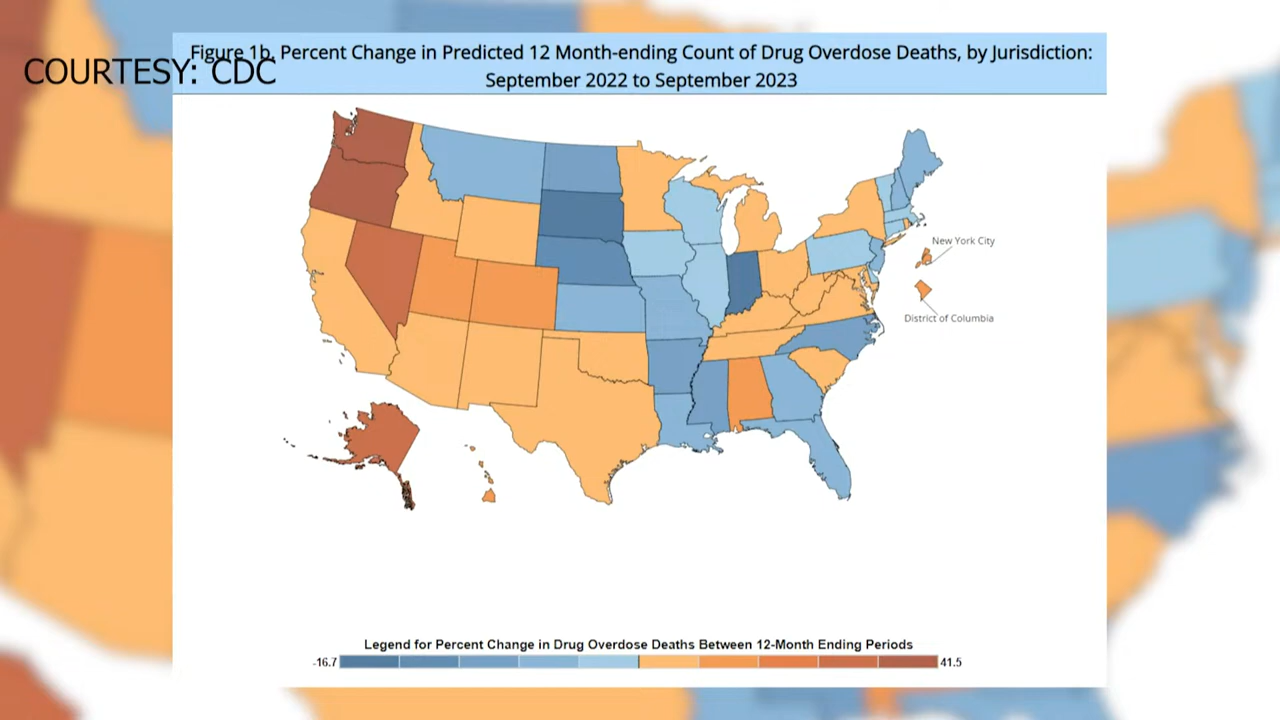 Figure 1b. Percent Change in Predicted 12 Month-ending Count of Drug Overdose Deaths, by Jurisdiction:
September 2022 to September 2023
COURTESY: CDC
New York City
District of Columbia
Legend for Percent Change in Drug Overdose Deaths Between 12-Month Ending Periods
-16.7 41.5